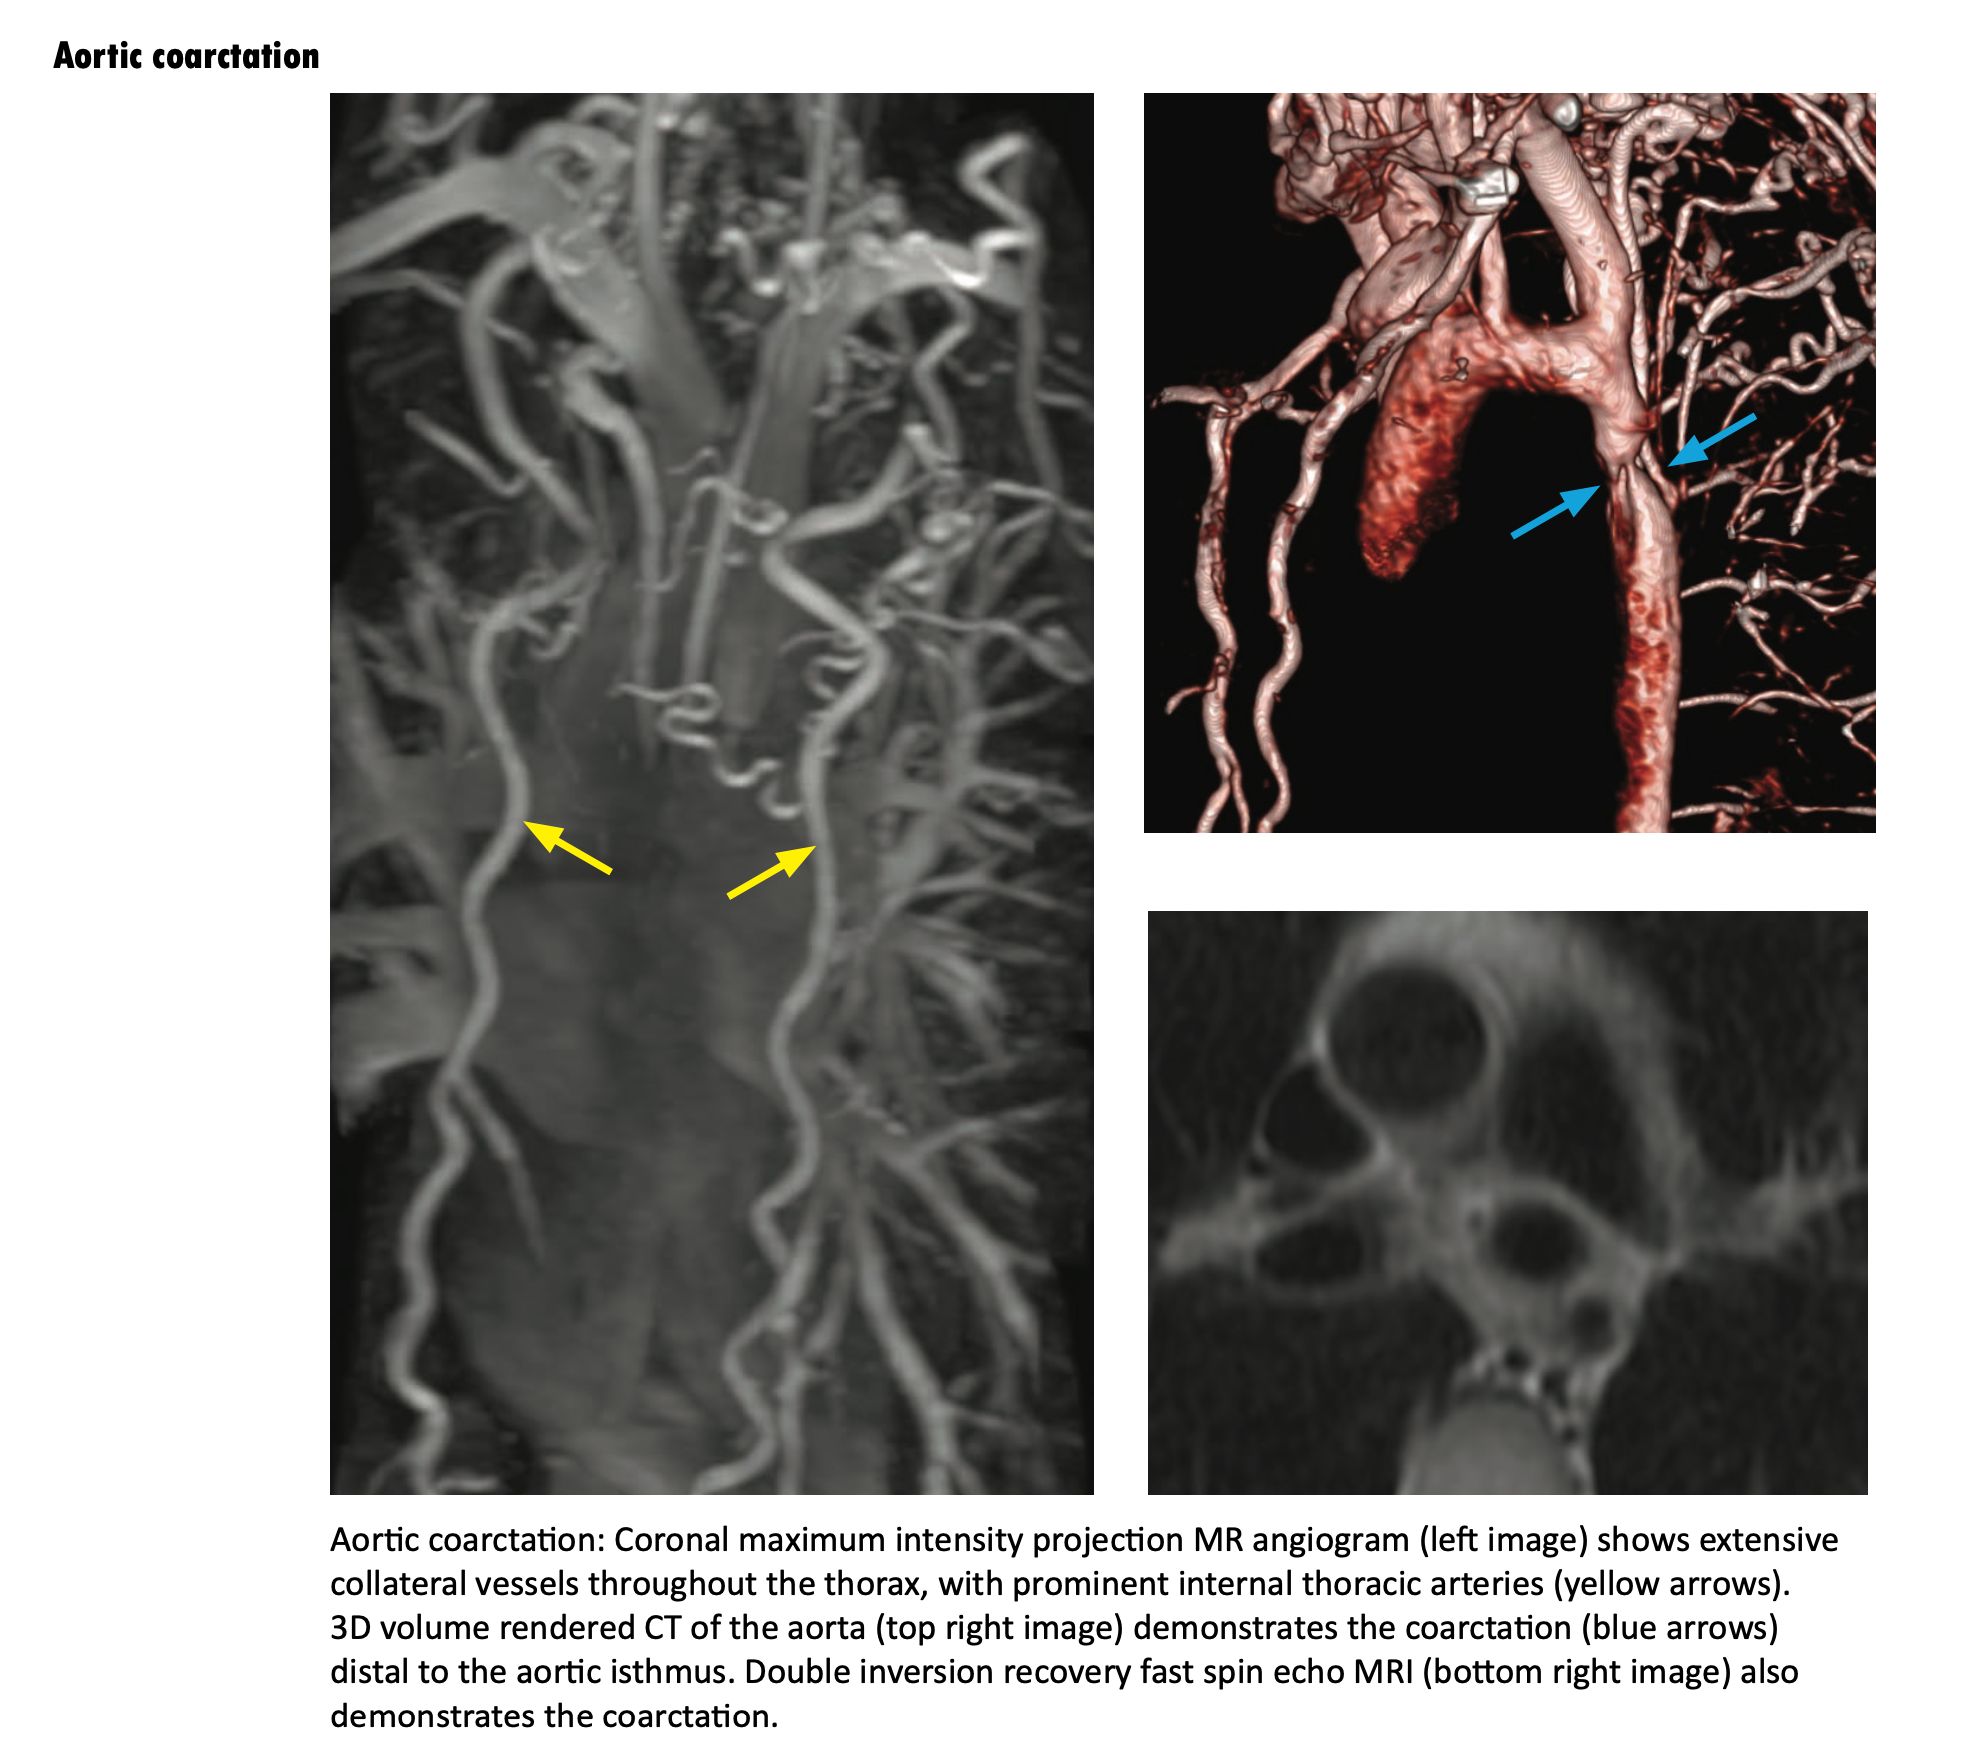 Aortic coarctation
Aortic coarctation: Coronal maximum intensity projection MR angiogram (left image) shows extensive
collateral vessels throughout the thorax, with prominent internal thoracic arteries (yellow arrows).
3D volume rendered CT of the aorta (top right image) demonstrates the coarctation (blue arrows)
distal to the aortic isthmus. Double inversion recovery fast spin echo MRI (bottom right image) also
demonstrates the coarctation.